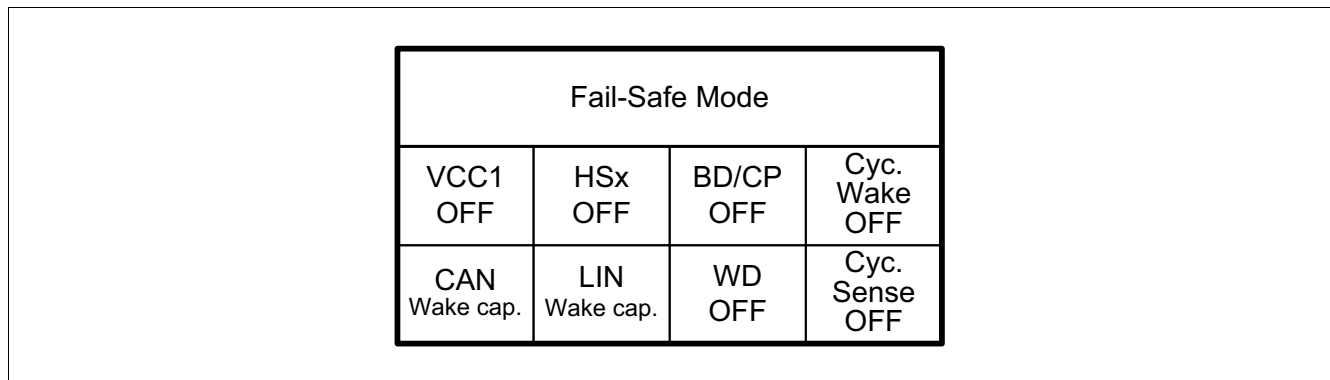 Fail-Safe Mode
VCC1
OFF
HSx
OFF
BD/CP
OFF
Cyc.
Wake
OFF
CAN
Wake cap.
LIN
Wake cap.
WD
OFF
Cyc.
Sense
OFF